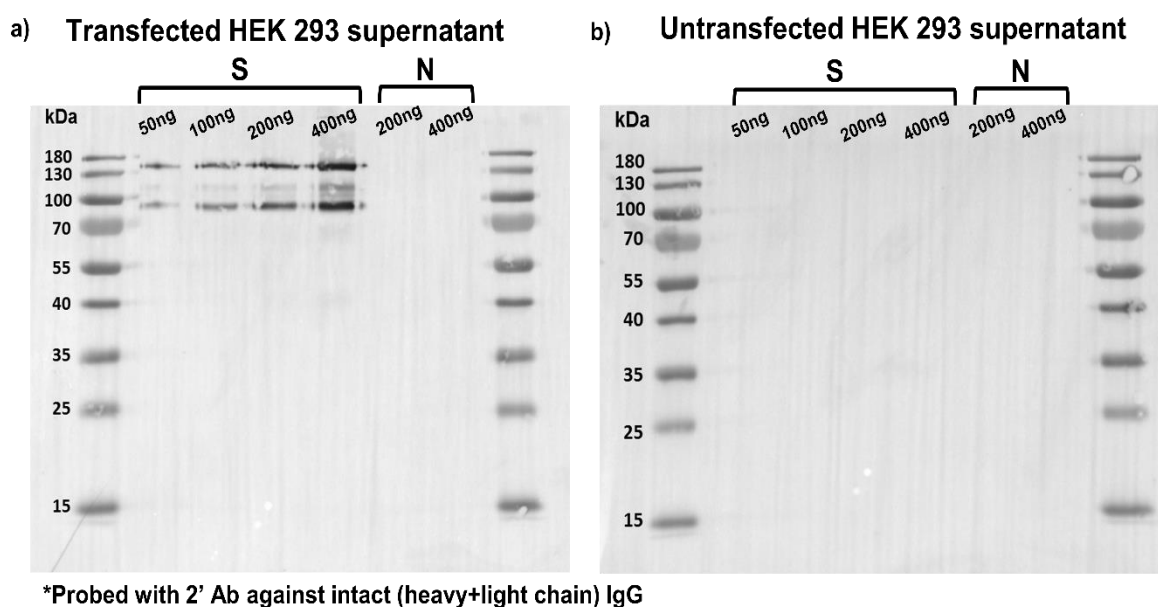 a) Transfected HEK 293 supernatant
S N
kDa 50ng 100ng 200ng 400ng 200ng 400ng
180
130
100
70
55
40
35
25
15
b) Untransfected HEK 293 supernatant
S N
kDa 50ng 100ng 200ng 400ng 200ng 400ng
180
130
100
70
55
40
35
25
15
*Probed with 2’ Ab against intact (heavy+light chain) IgG